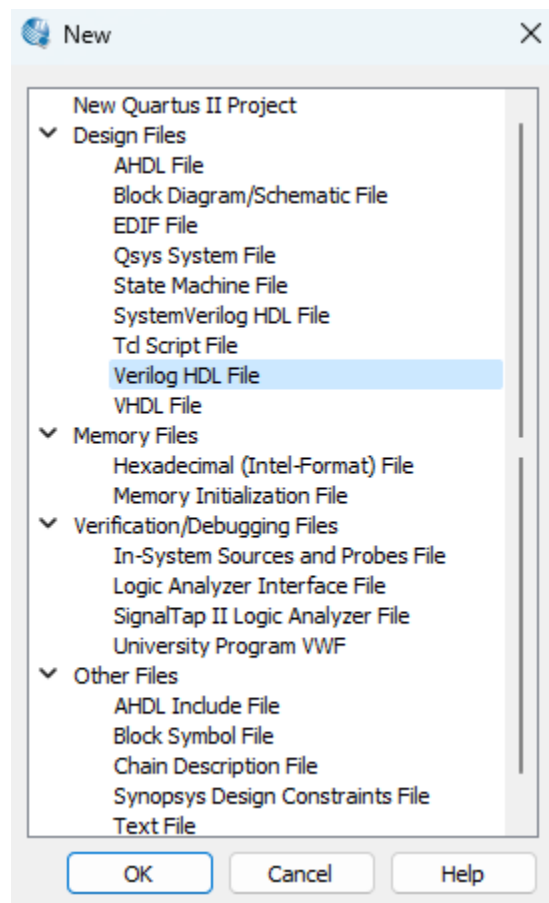 New
New Quartus II Project
Design Files
AHDL File
Block Diagram/Schematic File
EDIF File
Qsys System File
State Machine File
SystemVerilog HDL File
Tcl Script File
Verilog HDL File
VHDL File
Memory Files
Hexadecimal (Intel-Format) File
Memory Initialization File
Verification/Debugging Files
In-System Sources and Probes File
Logic Analyzer Interface File
SignalTap II Logic Analyzer File
University Program VWF
Other Files
AHDL Include File
Block Symbol File
Chain Description File
Synopsys Design Constraints File
Text File
OK Cancel Help